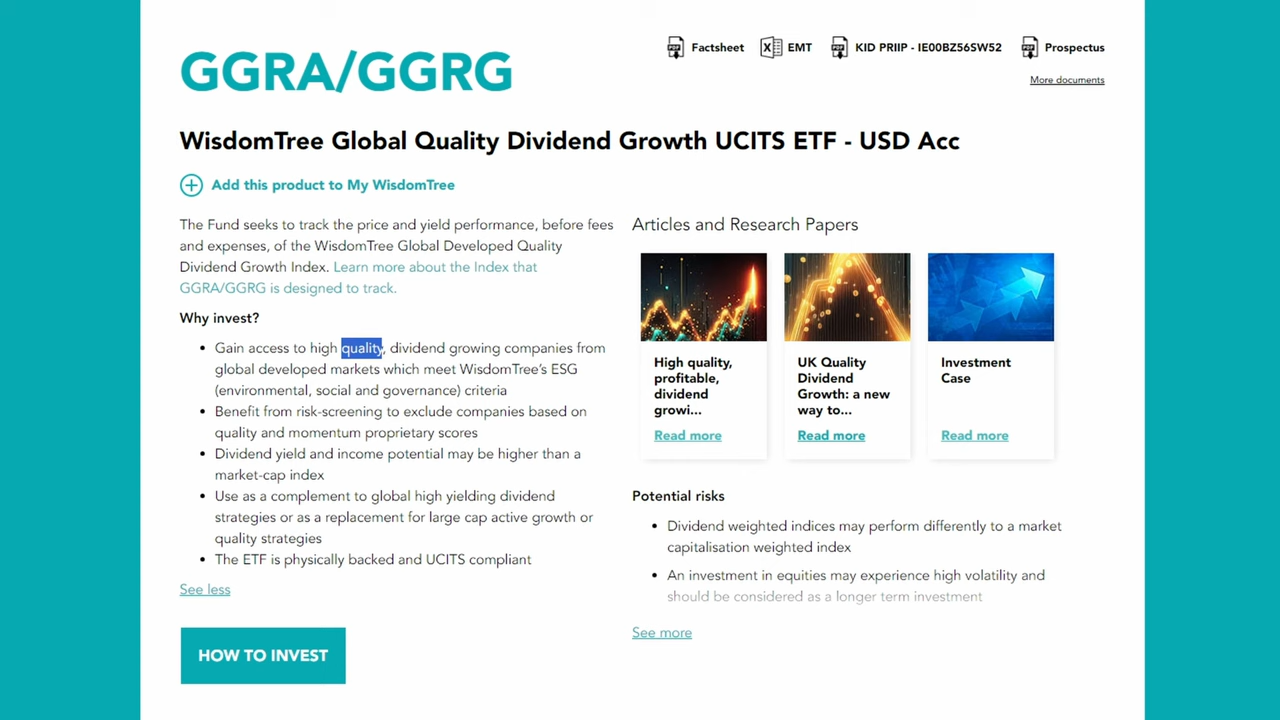 GGRA/GGRG
Factsheet
EMT
KID PRIIP - IE00BZ56SW52
Prospectus
More documents
WisdomTree Global Quality Dividend Growth UCITS ETF - USD Acc
Add this product to My WisdomTree
The Fund seeks to track the price and yield performance, before fees
and expenses, of the WisdomTree Global Developed Quality
Dividend Growth Index. Learn more about the Index that
GGRA/GGRG is designed to track.
Why invest?
• Gain access to high quality, dividend growing companies from
global developed markets which meet WisdomTree's ESG
(environmental, social and governance) criteria
• Benefit from risk-screening to exclude companies based on
quality and momentum proprietary scores
• Dividend yield and income potential may be higher than a
market-cap index
• Use as a complement to global high yielding dividend
strategies or as a replacement for large cap active growth or
quality strategies
• The ETF is physically backed and UCITS compliant
See less
HOW TO INVEST
Articles and Research Papers
High quality,
profitable,
dividend
growi...
Read more
UK Quality
Dividend
Growth: a new
way to...
Read more
Investment
Case
Read more
Potential risks
• Dividend weighted indices may perform differently to a market
capitalisation weighted index
• An investment in equities may experience high volatility and
should be considered as a longer term investment
See more